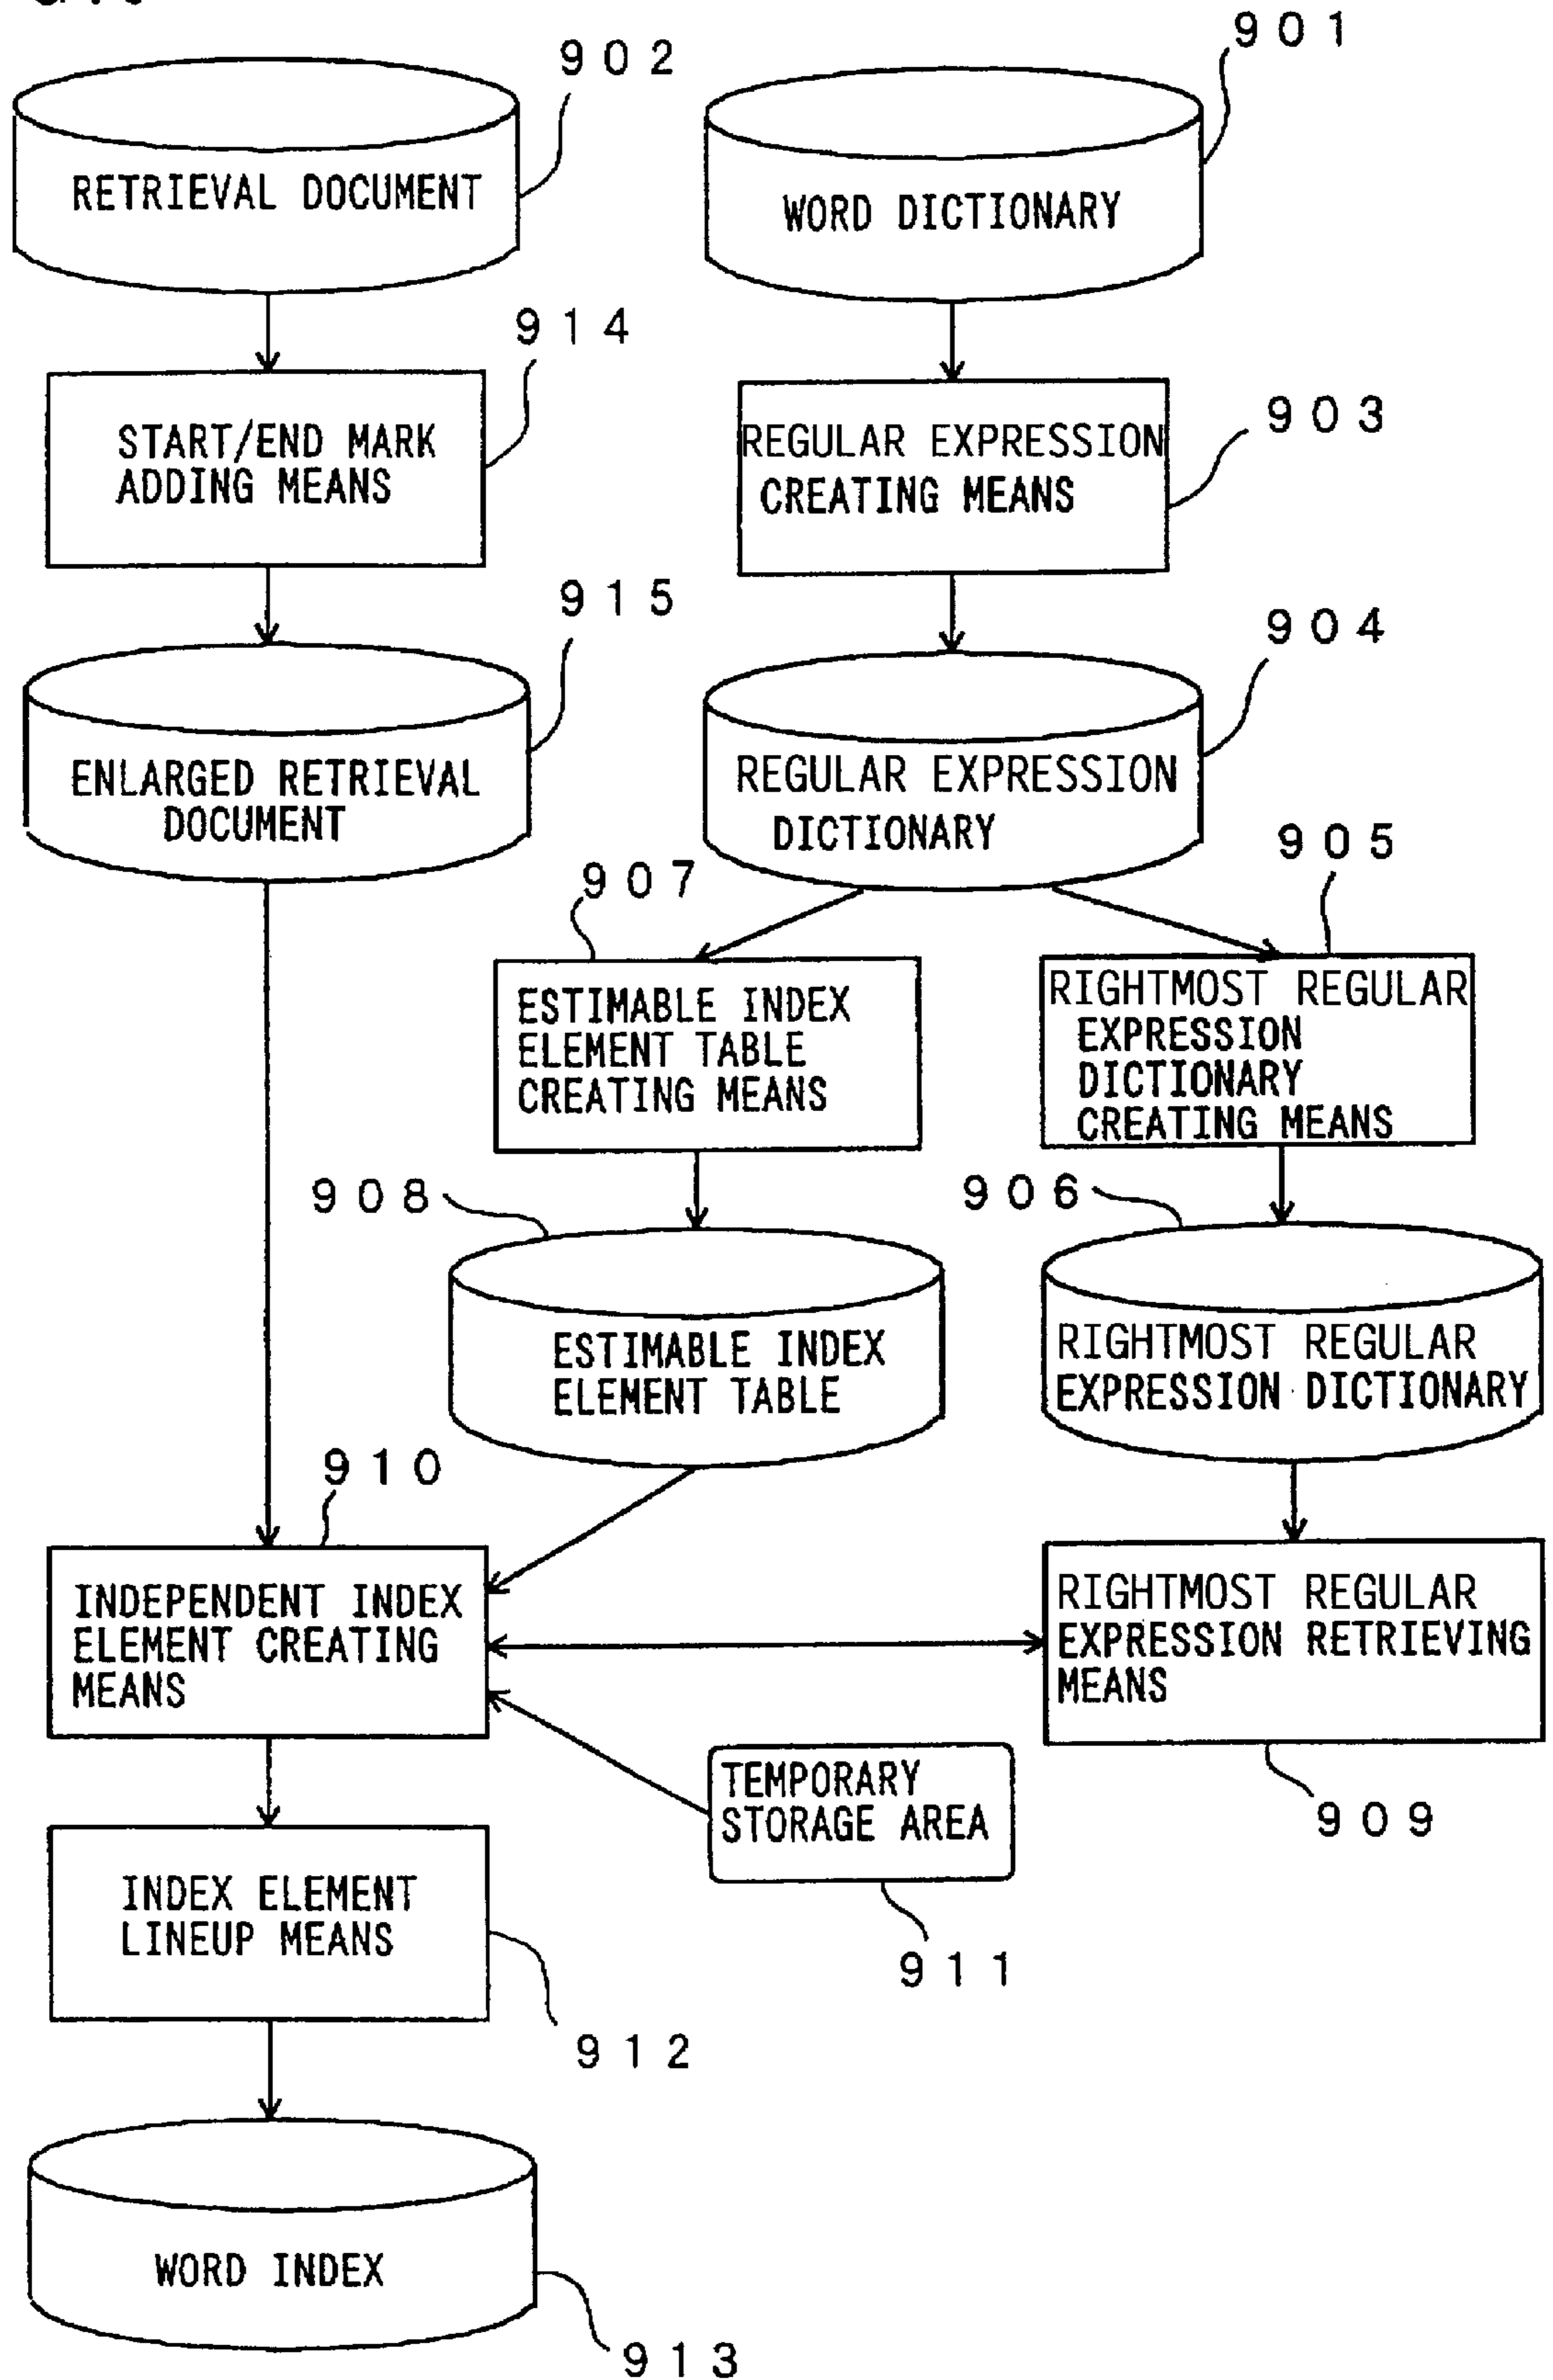 902
901
RETRIEVAL DOCUMENT
WORD DICTIONARY
914
START/END MARK
ADDING MEANS
903
REGULAR EXPRESSION
CREATING MEANS
915
904
ENLARGED RETRIEVAL
DOCUMENT
REGULAR EXPRESSION
DICTIONARY
907
905
ESTIMABLE INDEX
ELEMENT TABLE
CREATING MEANS
RIGHTMOST REGULAR
EXPRESSION
DICTIONARY
CREATING MEANS
908
906
ESTIMABLE INDEX
ELEMENT TABLE
RIGHTMOST REGULAR
EXPRESSION DICTIONARY
910
INDEPENDENT INDEX
ELEMENT CREATING
MEANS
RIGHTMOST REGULAR
EXPRESSION RETRIEVING
MEANS
909
TEMPORARY
STORAGE AREA
911
INDEX ELEMENT
LINEUP MEANS
912
WORD INDEX
913